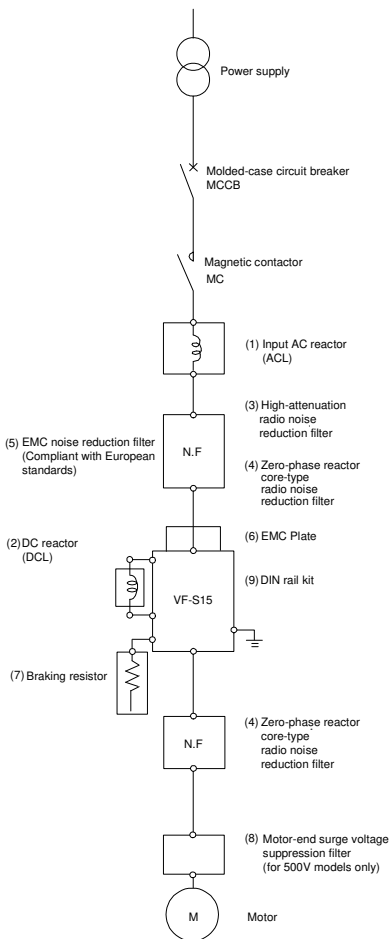 Power supply
Molded-case circuit breaker
MCCB
Magnetic contactor
MC
(1) Input AC reactor
(ACL)
(3) High-attenuation
radio noise
reduction filter
(5) EMC noise reduction filter
(Compliant with European
standards)
N.F
(4) Zero-phase reactor
core-type
radio noise
reduction filter
(6) EMC Plate
(2) DC reactor
(DCL)
(9) DIN rail kit
VF-S15
(7) Braking resistor
N.F
(4) Zero-phase reactor
core-type
radio noise
reduction filter
(8) Motor-end surge voltage
suppression filter
(for 500V models only)
M
Motor